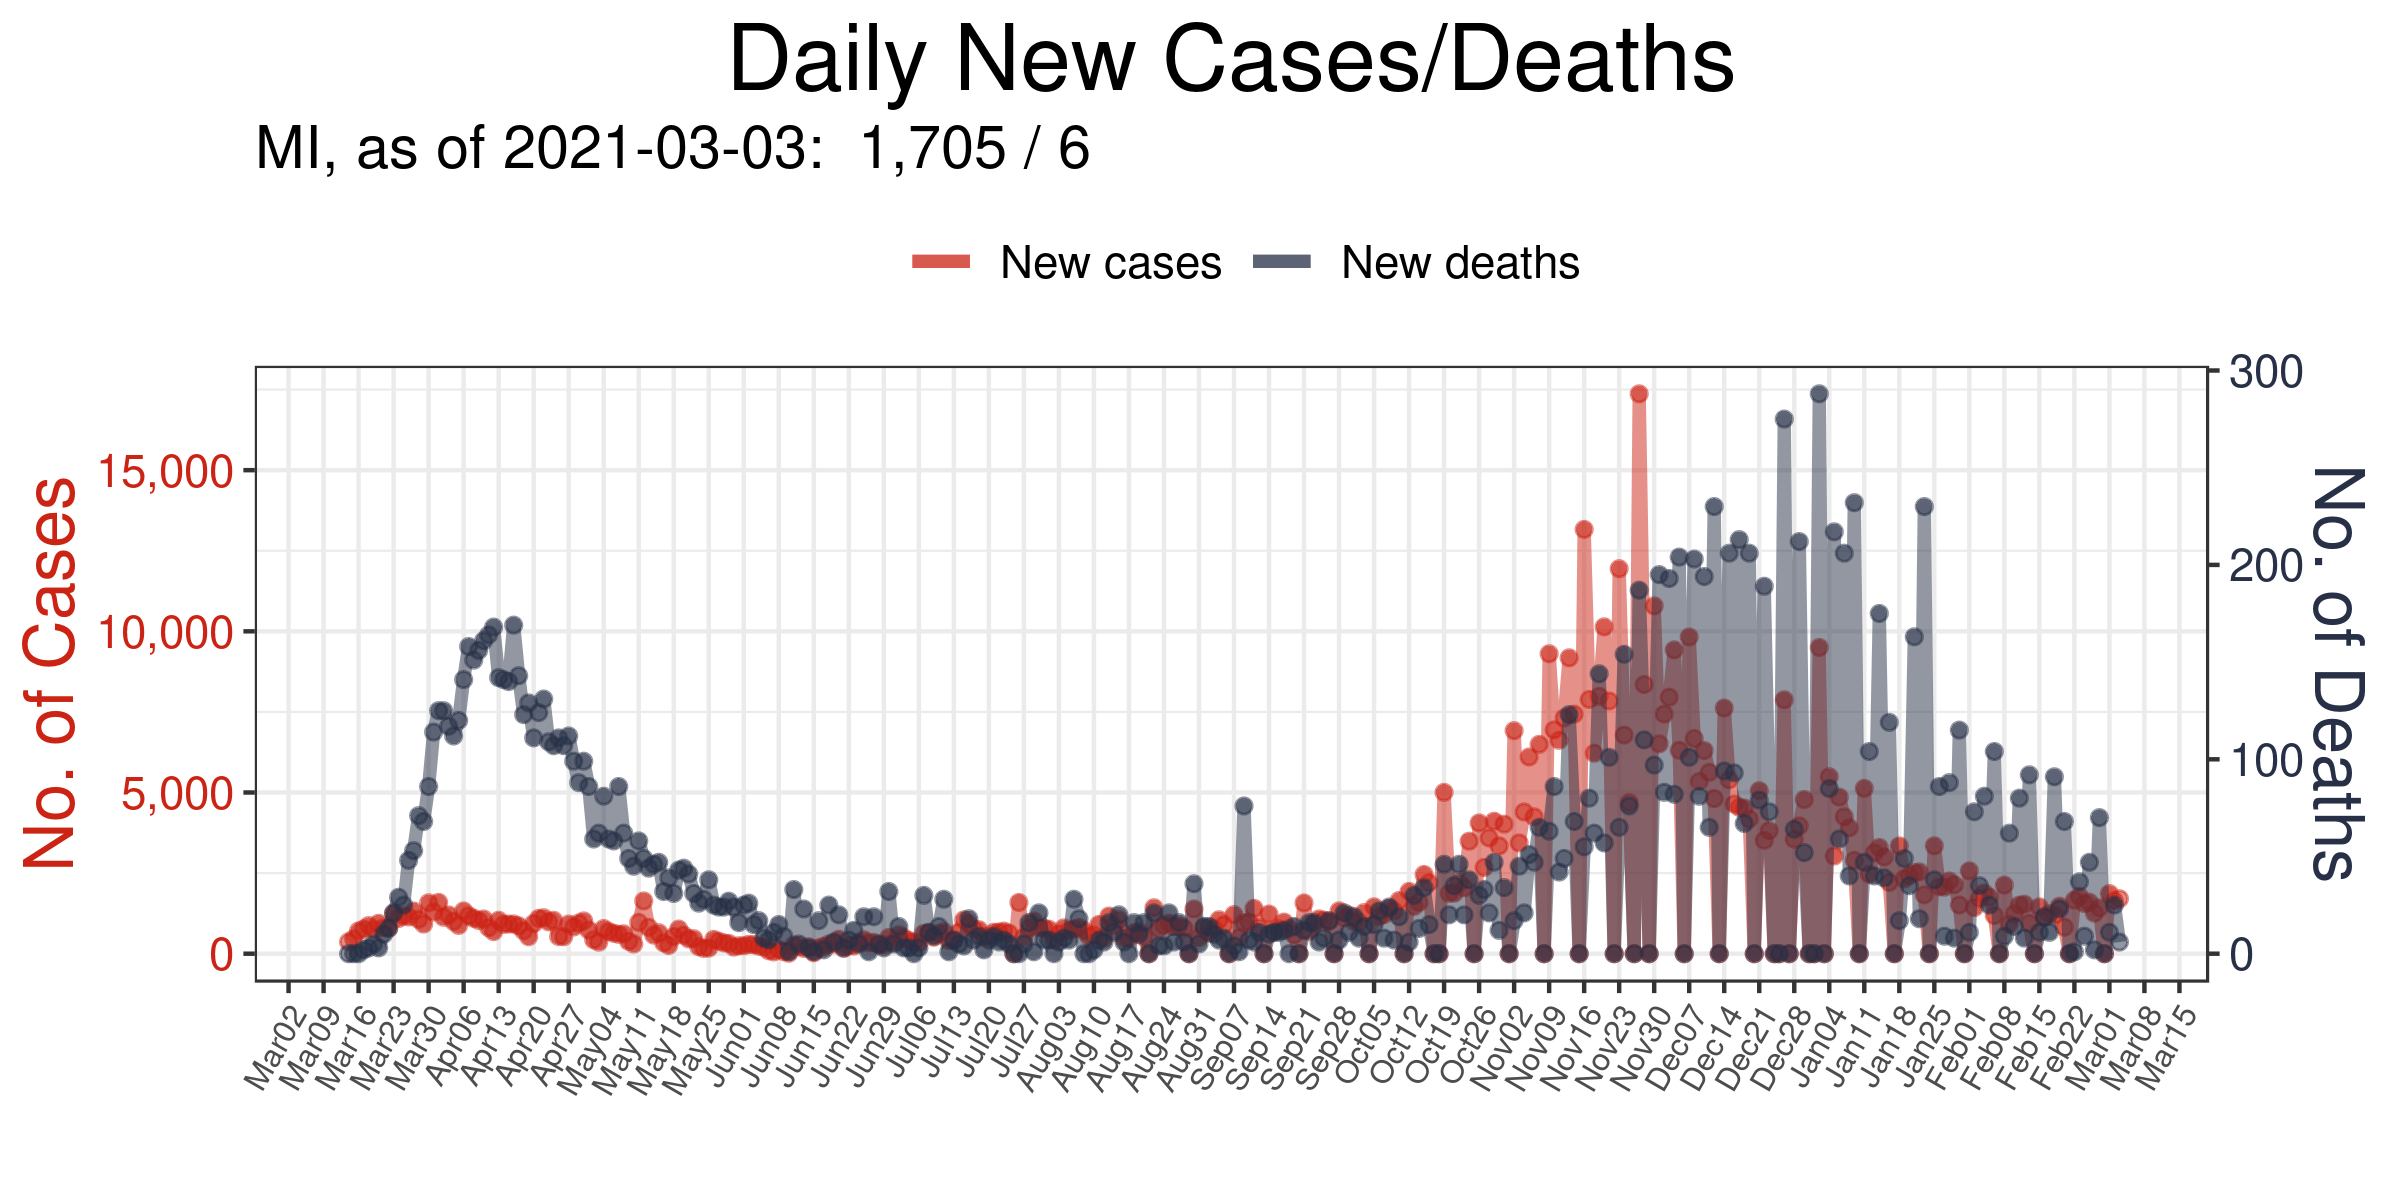 Daily New Cases/Deaths
MI, as of 2021-03-03:  1,705 / 6
New cases
New deaths
No. of Cases
15,000
10,000
5,000
0
300
200
100
0
No. of Deaths
Mar02
Mar09
Mar16
Mar23
Mar30
Apr06
Apr13
Apr20
Apr27
May04
May11
May18
May25
Jun01
Jun08
Jun15
Jun22
Jun29
Jul06
Jul13
Jul20
Jul27
Aug03
Aug10
Aug17
Aug24
Aug31
Sep07
Sep14
Sep21
Sep28
Oct05
Oct12
Oct19
Oct26
Nov02
Nov09
Nov16
Nov23
Nov30
Dec07
Dec14
Dec21
Dec28
Jan04
Jan11
Jan18
Jan25
Feb01
Feb08
Feb15
Feb22
Mar01
Mar08
Mar15